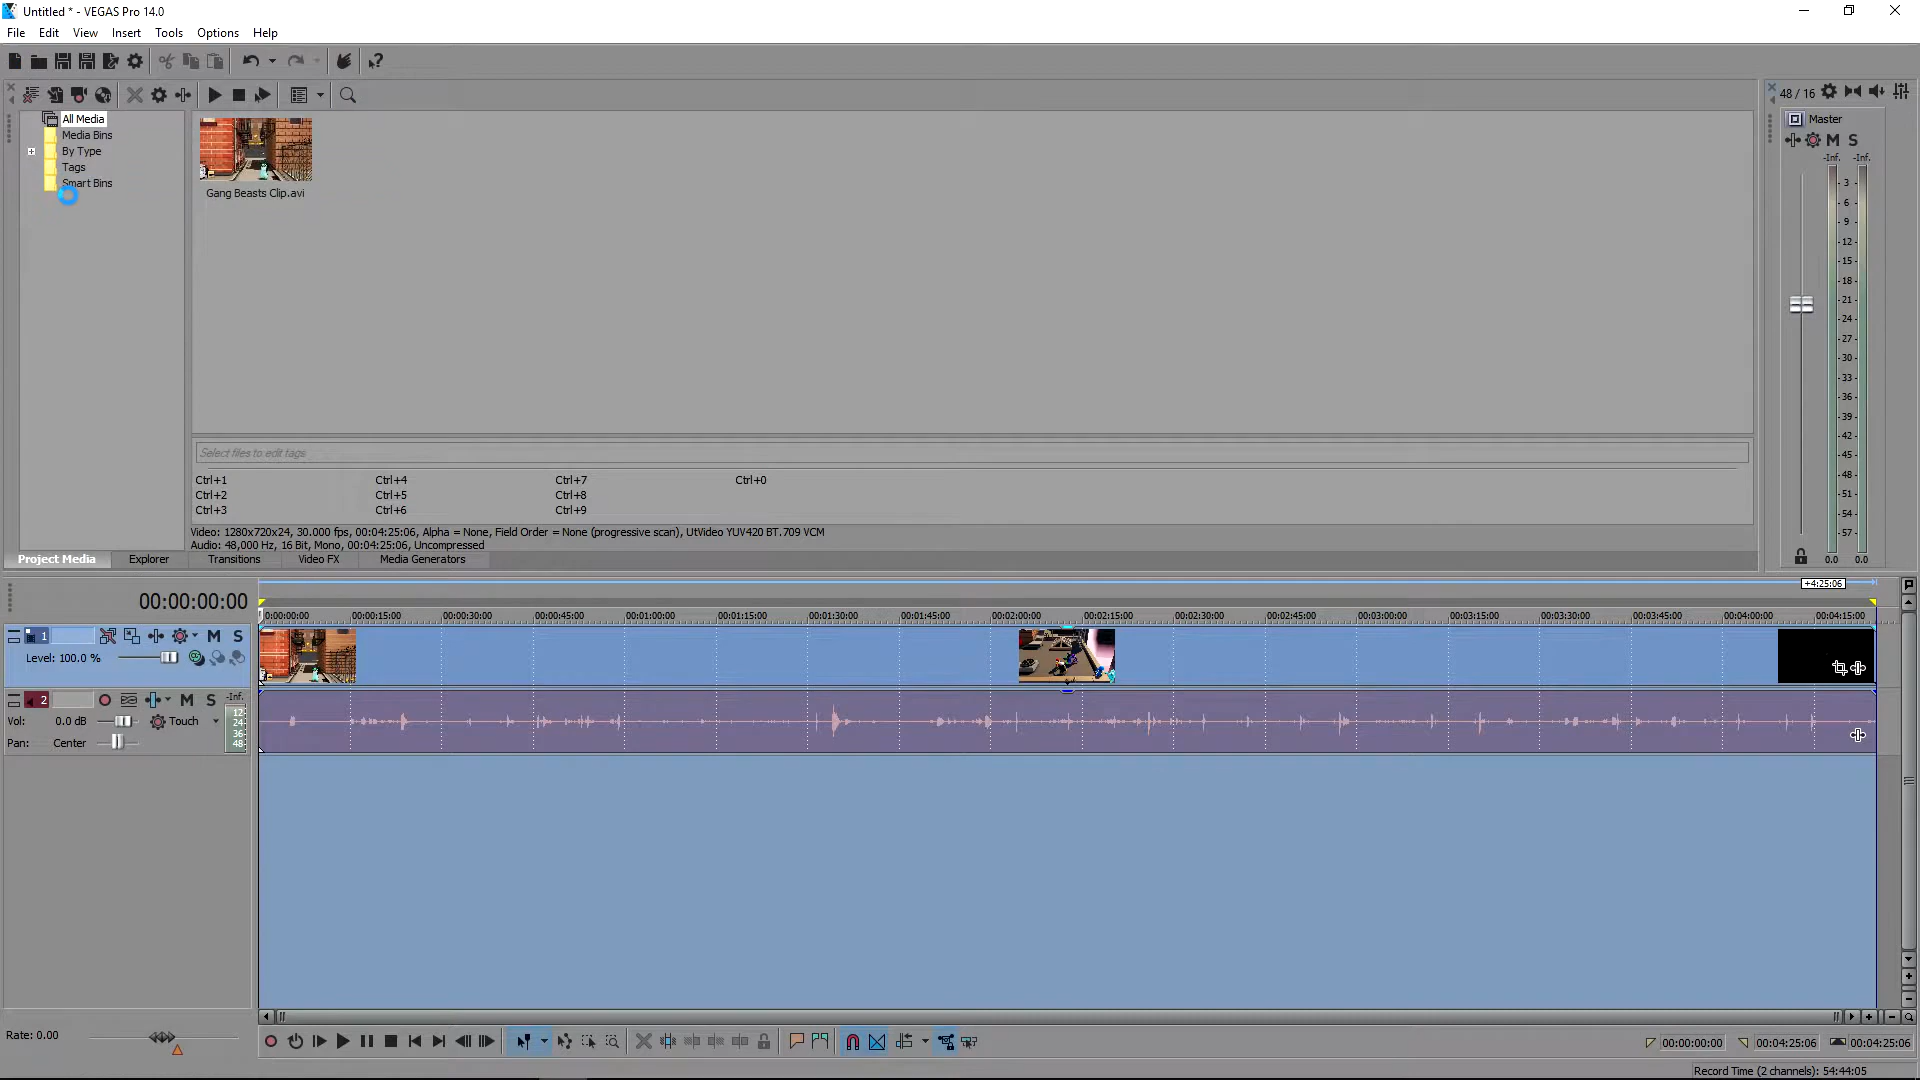 Untitled * - VEGAS Pro 14.0
File Edit View Insert Tools Options Help
48 / 16
All Media
Media Bins
By Type
Tags
Smart Bins
Gang Beasts Clip.avi
Master
M S
-Inf. -Inf.
3
6
9
12
15
18
21
24
27
30
33
36
39
42
45
48
51
54
57
0.0 0.0
Select files to edit tags
Ctrl+1 Ctrl+4 Ctrl+7 Ctrl+0
Ctrl+2 Ctrl+5 Ctrl+8
Ctrl+3 Ctrl+6 Ctrl+9
Video: 1280x720x24, 30.000 fps, 00:04:25:06, Alpha = None, Field Order = None (progressive scan), UtVideo YUV420 BT.709 VCM
Audio: 48,000 Hz, 16 Bit, Mono, 00:04:25:06, Uncompressed
Project Media Explorer Transitions Video FX Media Generators
+4:25:06
00:00:00:00
0:00:00:00 00:00:15:00 00:00:30:00 00:00:45:00 00:01:00:00 00:01:15:00 00:01:30:00 00:01:45:00 00:02:00:00 00:02:15:00 00:02:30:00 00:02:45:00 00:03:00:00 00:03:15:00 00:03:30:00 00:03:45:00 00:04:00:00 00:04:15:00
1 M S
Level: 100.0 %
2 M S -Inf.
Vol: 0.0 dB Touch 12
24
36
Pan: Center 48
Rate: 0.00
00:00:00:00 00:04:25:06 00:04:25:06
Record Time (2 channels): 54:44:05